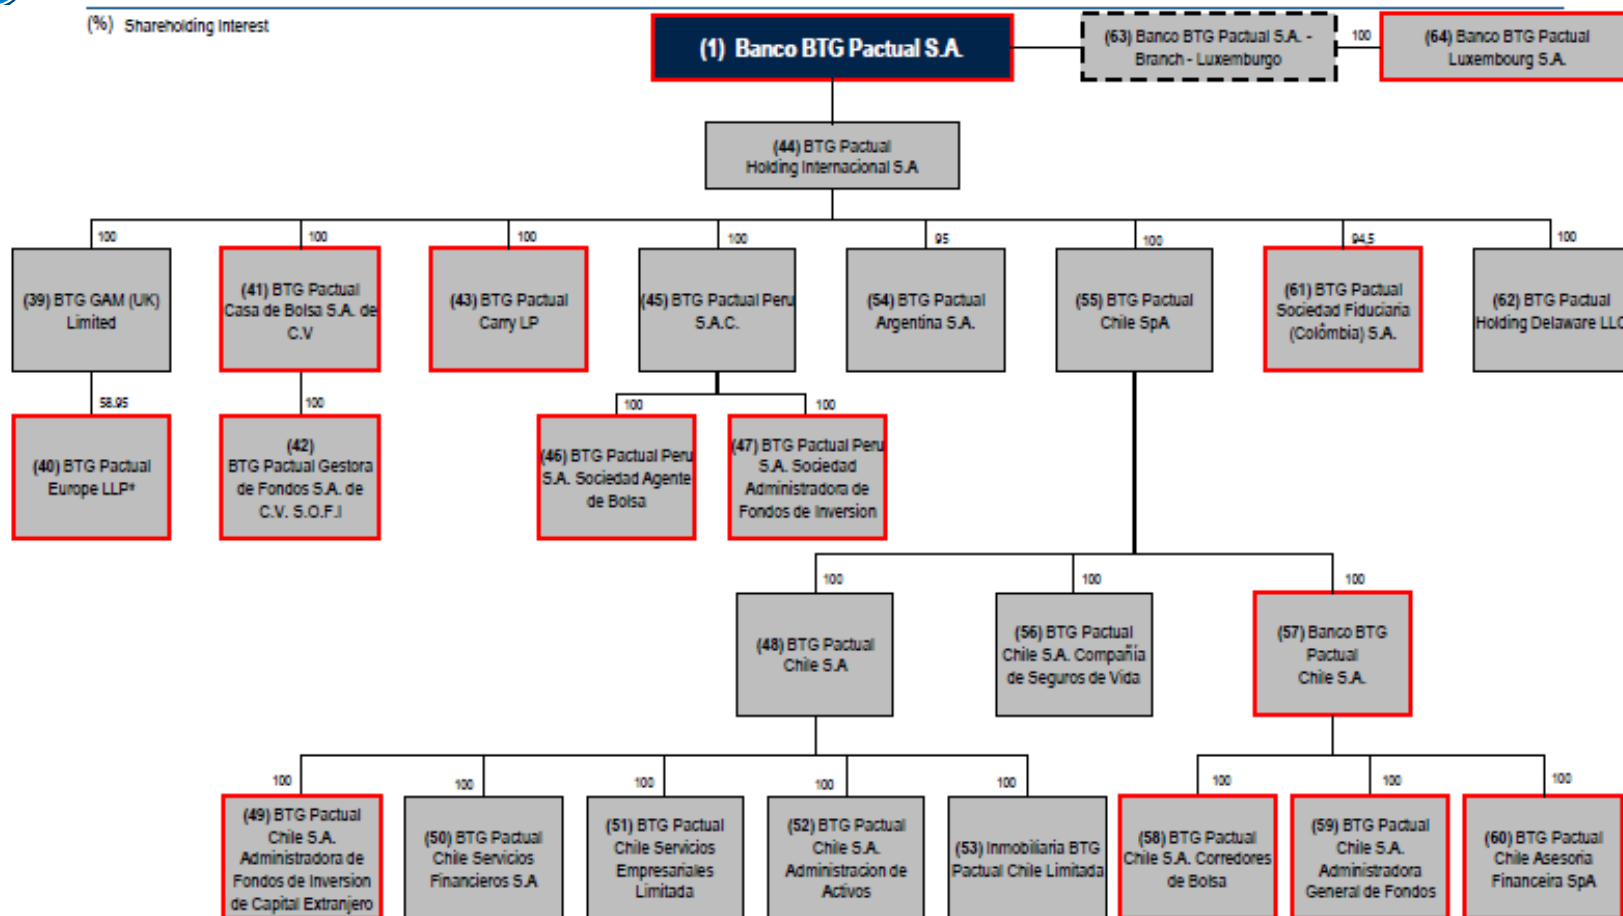 (%) Shareholding Interest
(1) Banco BTG Pactual S.A.
(63) Banco BTG Pactual S.A. -
Branch - Luxemburgo
100
(64) Banco BTG Pactual
Luxembourg S.A.
(44) BTG Pactual
Holding Internacional S.A
100
100
100
100
95
100
94,5
100
(39) BTG GAM (UK)
Limited
(41) BTG Pactual
Casa de Bolsa S.A. de
C.V
(43) BTG Pactual
Carry LP
(45) BTG Pactual Peru
S.A.C.
(54) BTG Pactual
Argentina S.A.
(55) BTG Pactual
Chile SpA
(61) BTG Pactual
Sociedad Fiduciaria
(Colômbia) S.A.
(62) BTG Pactual
Holding Delaware LLC
58.95
100
100
100
(40) BTG Pactual
Europe LLP*
(42)
BTG Pactual Gestora
de Fondos S.A. de
C.V. S.O.F.I
(46) BTG Pactual Peru
S.A. Sociedad Agente
de Bolsa
(47) BTG Pactual Peru
S.A. Sociedad
Administradora de
Fondos de Inversion
100
100
100
(48) BTG Pactual
Chile S.A
(56) BTG Pactual
Chile S.A. Compañía
de Seguros de Vida
(57) Banco BTG
Pactual
Chile S.A.
100
100
100
100
100
100
100
100
(49) BTG Pactual
Chile S.A.
Administradora de
Fondos de Inversion
de Capital Extranjero
(50) BTG Pactual
Chile Servicios
Financieros S.A
(51) BTG Pactual
Chile Servicios
Empresariales
Limitada
(52) BTG Pactual
Chile S.A.
Administracion de
Activos
(53) Inmobiliaria BTG
Pactual Chile Limitada
(58) BTG Pactual
Chile S.A. Corredores
de Bolsa
(59) BTG Pactual
Chile S.A.
Administradora
General de Fondos
(60) BTG Pactual
Chile Asesoria
Financeira SpA